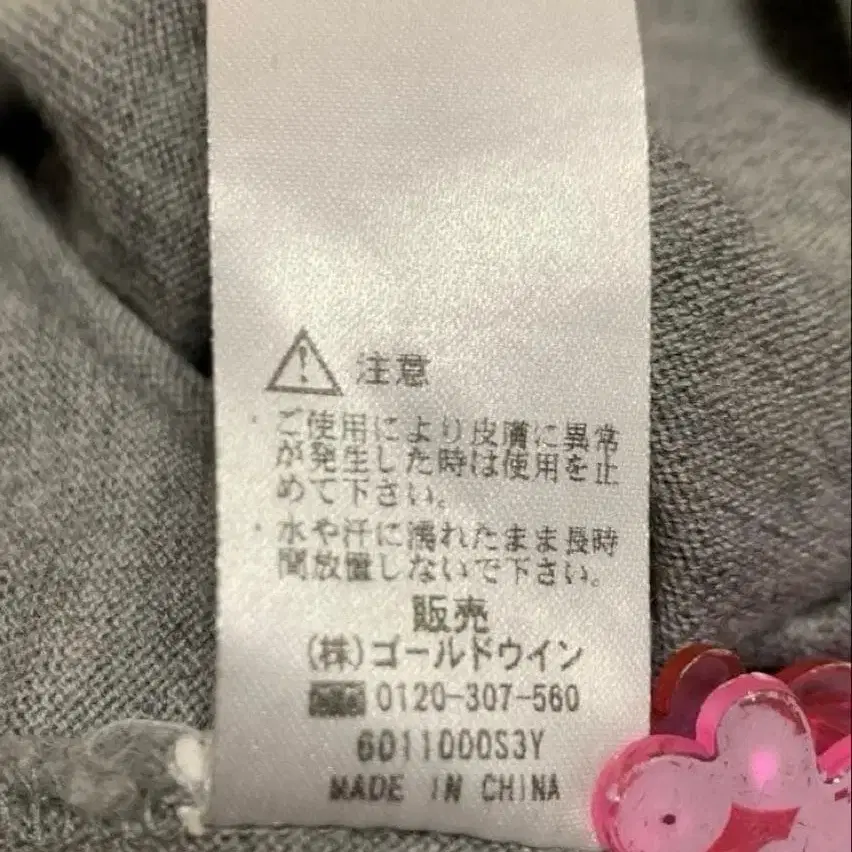 注意
・ご使用により皮膚に異常
が発生した時は使用を止
めて下さい。
・水や汗に濡れたまま長時
間放置しないで下さい。
販売
(株)ゴールドウイン
0120-307-560
6011000S3Y
MADE IN CHINA